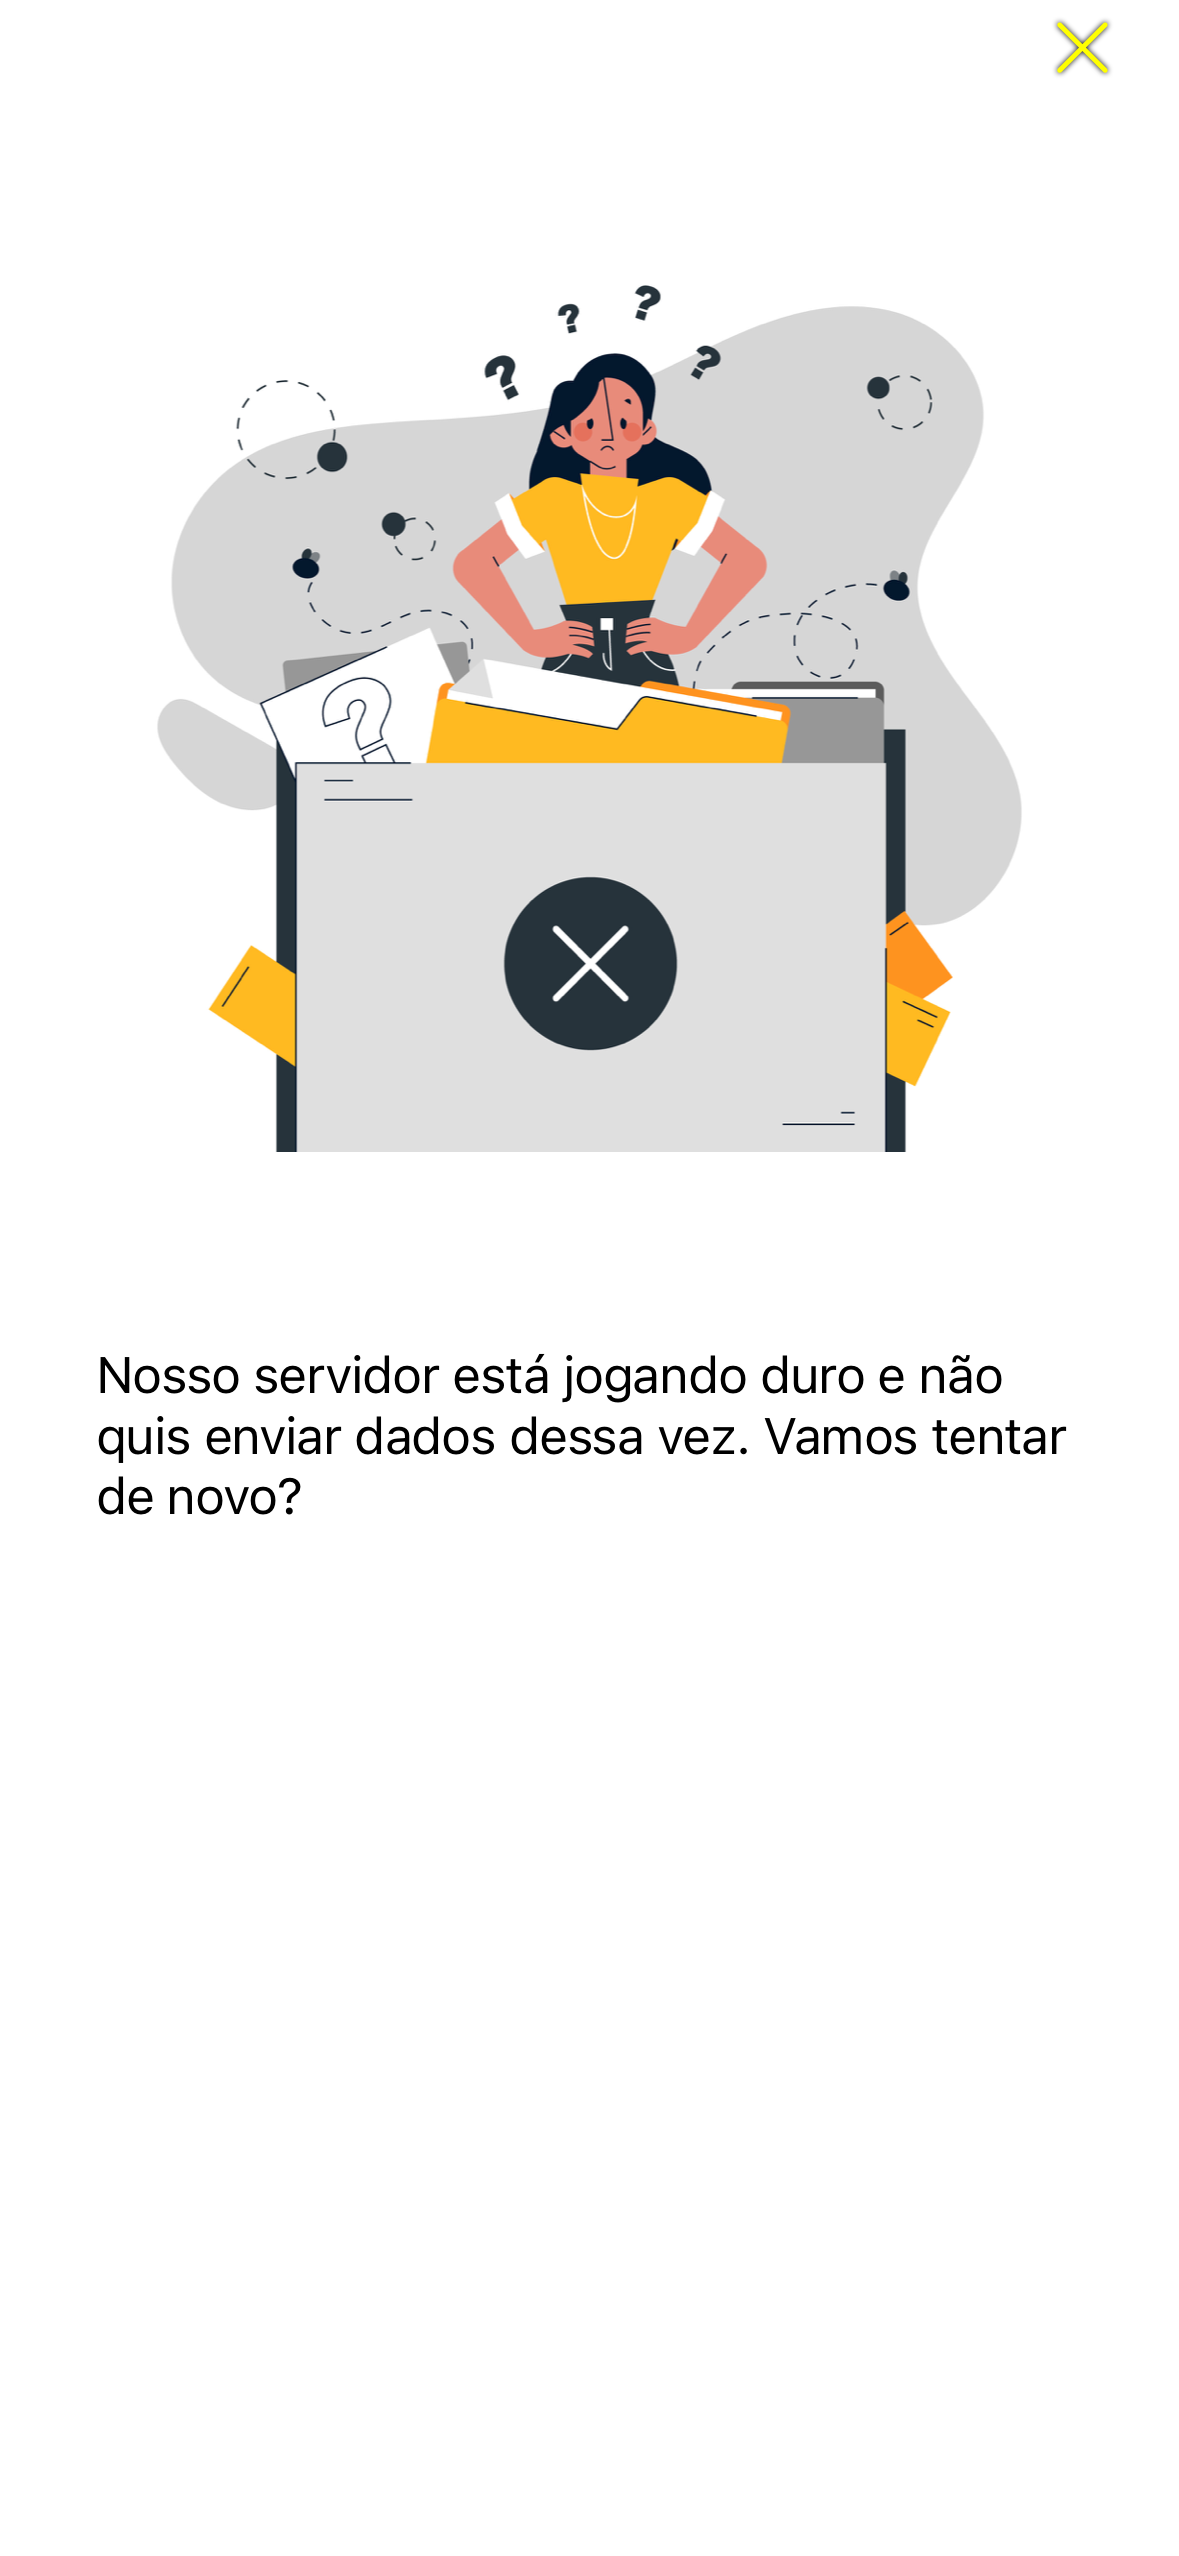 ? ? ? ?
?
Nosso servidor está jogando duro e não
quis enviar dados dessa vez. Vamos tentar
de novo?